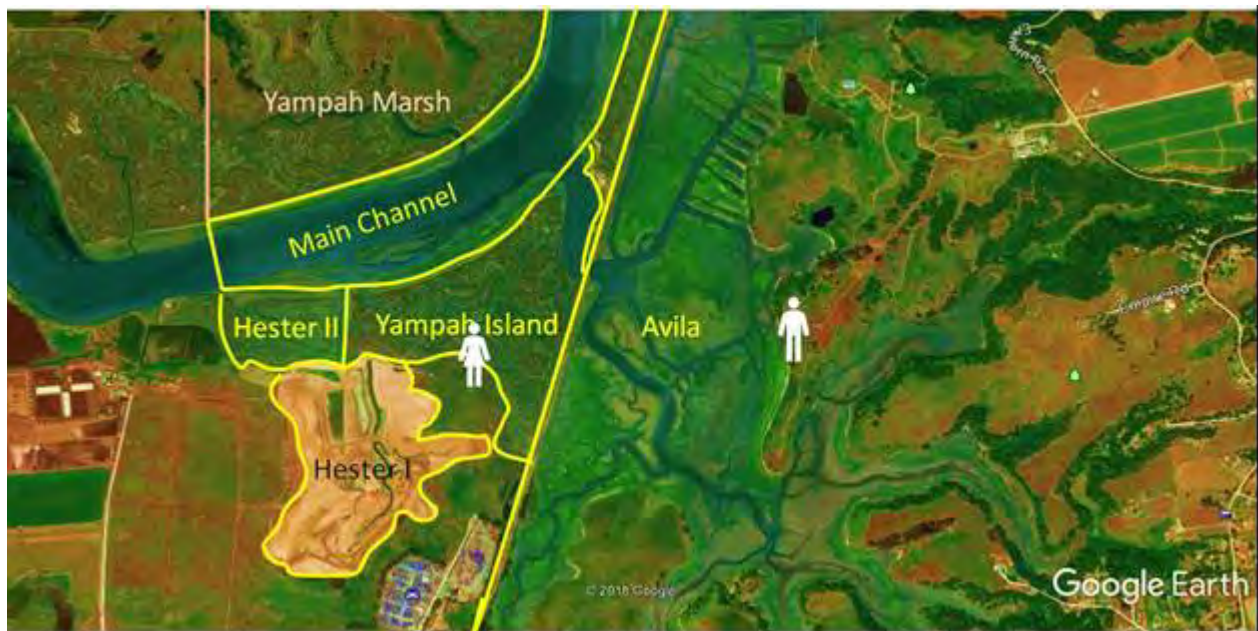 Yampah Marsh
Main Channel
Hester II
Yampah Island
Avila
Hester I
© 2018 Google
Google Earth